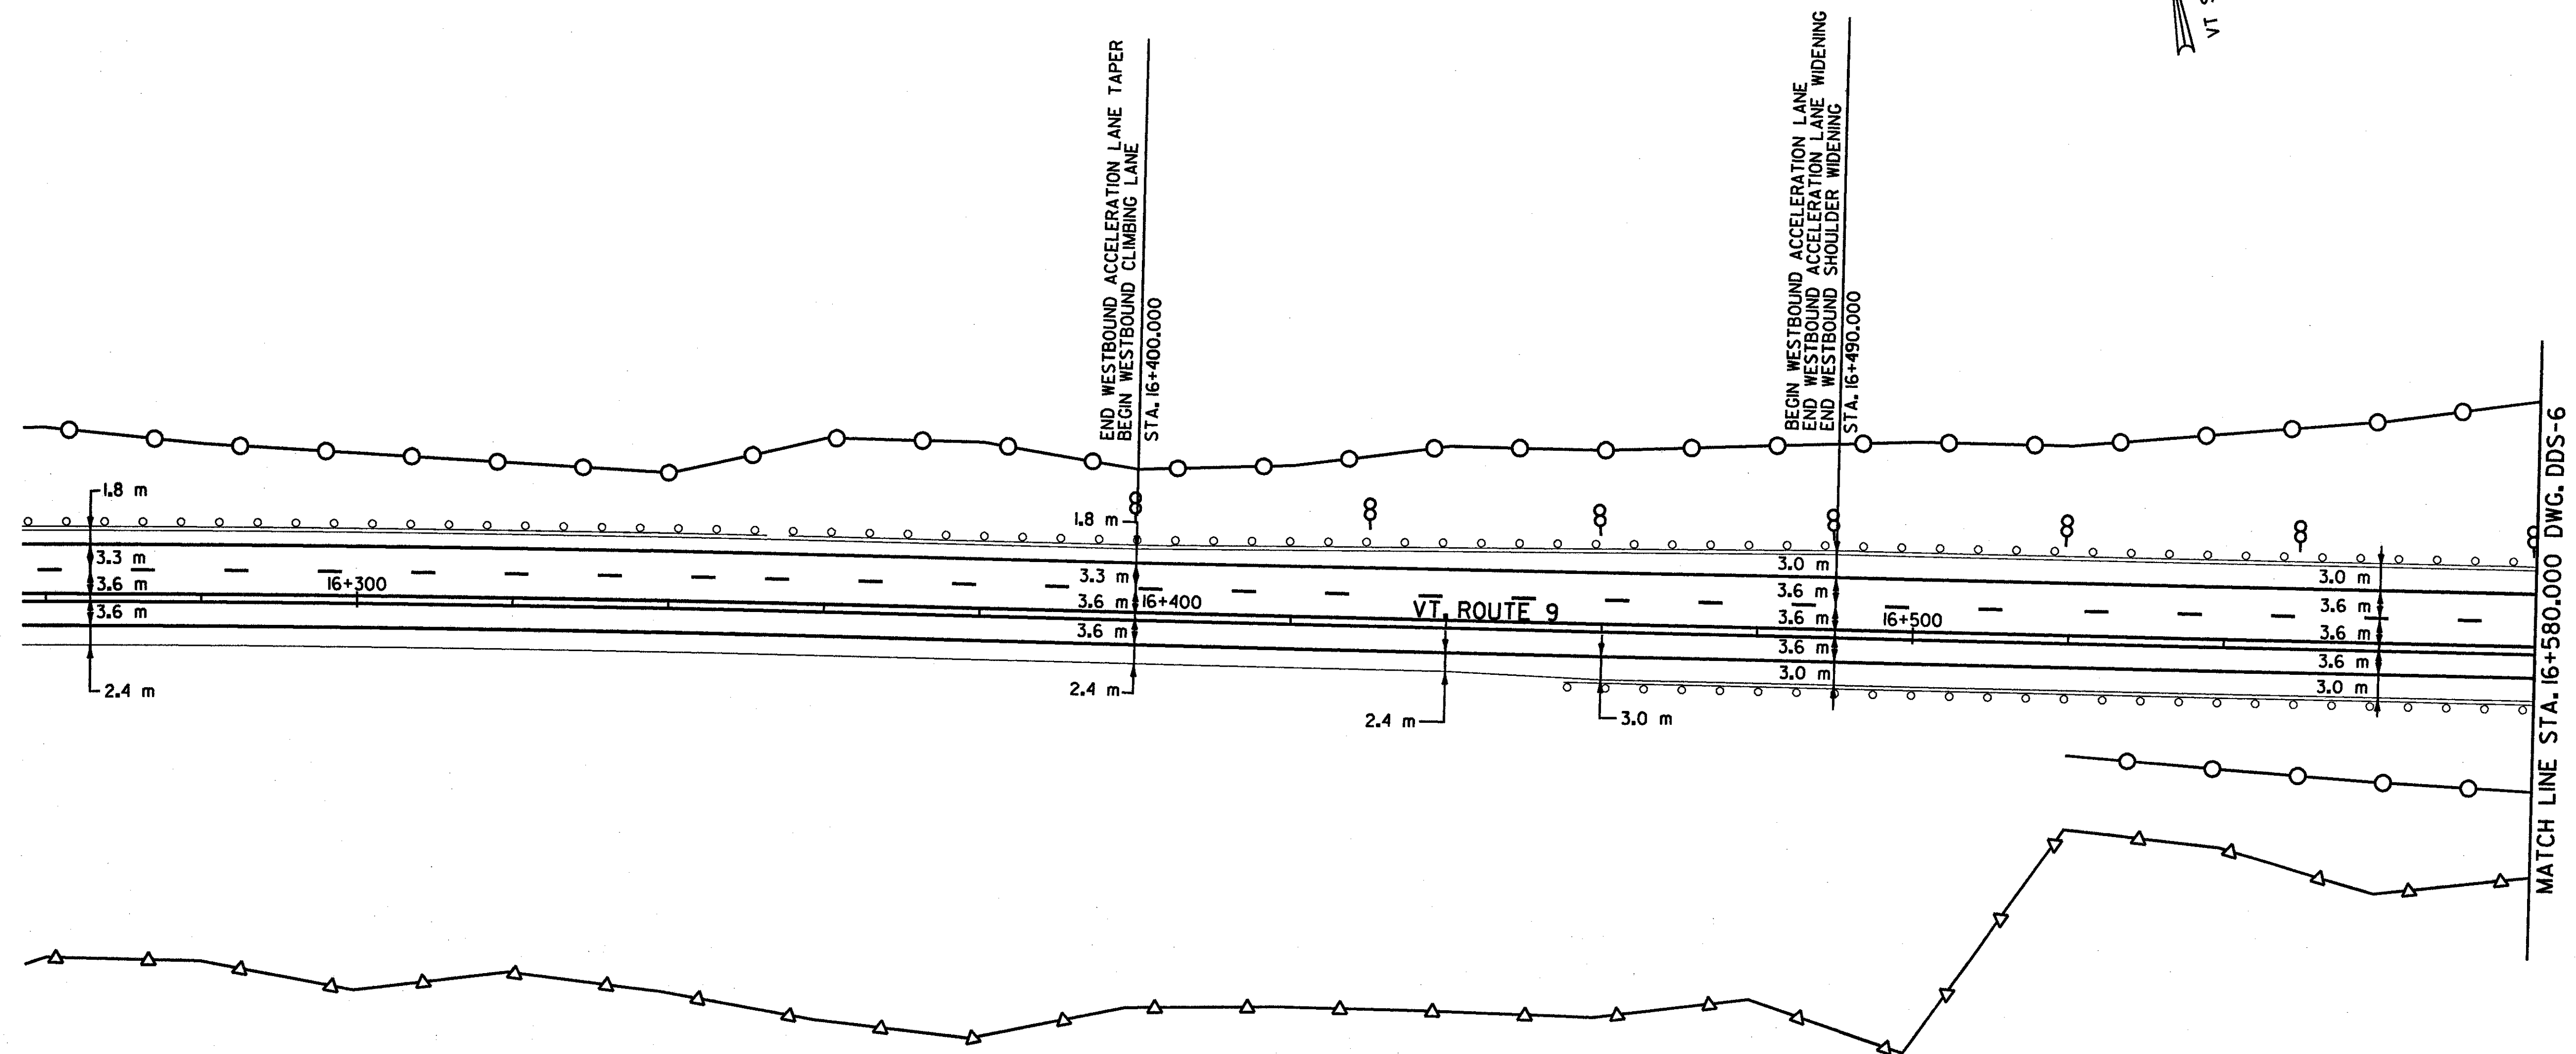 VT S
END WESTBOUND ACCELERATION LANE TAPER
BEGIN WESTBOUND CLIMBING LANE
STA. 16+400.000
BEGIN WESTBOUND ACCELERATION LANE
END WESTBOUND ACCELERATION LANE WIDENING
END WESTBOUND SHOULDER WIDENING
STA. 16+490.000
MATCH LINE STA. 16+580.000 DWG. DDS-6
1.8 m
3.3 m
3.6 m
3.6 m
2.4 m
16+300
1.8 m
3.3 m
3.6 m
3.6 m
2.4 m
16+400
VT. ROUTE 9
2.4 m
3.0 m
3.0 m
3.6 m
3.6 m
3.6 m
3.0 m
16+500
3.0 m
3.6 m
3.6 m
3.6 m
3.0 m